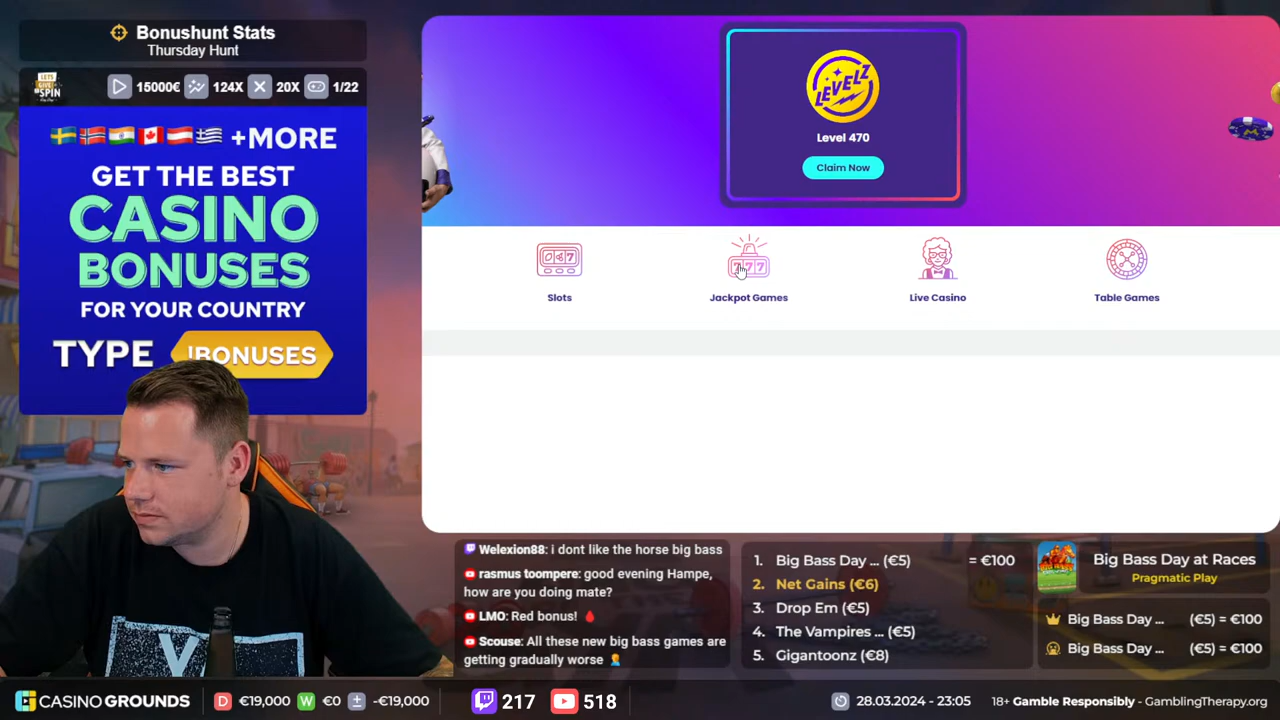 Bonushunt Stats
Thursday Hunt
LETS GIVE IT A SPIN
15000€ 124X 20X 1/22
+MORE
GET THE BEST
CASINO
BONUSES
FOR YOUR COUNTRY
TYPE !BONUSES
LEVELZ
Level 470
Claim Now
Slots
Jackpot Games
Live Casino
Table Games
Welexion88: i dont like the horse big bass
rasmus toompere: good evening Hampe,
how are you doing mate?
LMO: Red bonus! 🩸
Scouse: All these new big bass games are
getting gradually worse 🤦‍♂️
1. Big Bass Day ... (€5) = €100
2. Net Gains (€6)
3. Drop Em (€5)
4. The Vampires ... (€5)
5. Gigantoonz (€8)
Big Bass Day at Races
Pragmatic Play
Big Bass Day ... (€5) = €100
Big Bass Day ... (€5) = €100
CASINOGROUNDS
D €19,000 W €0 ± -€19,000
217 518
28.03.2024 - 23:05
18+ Gamble Responsibly - GamblingTherapy.org